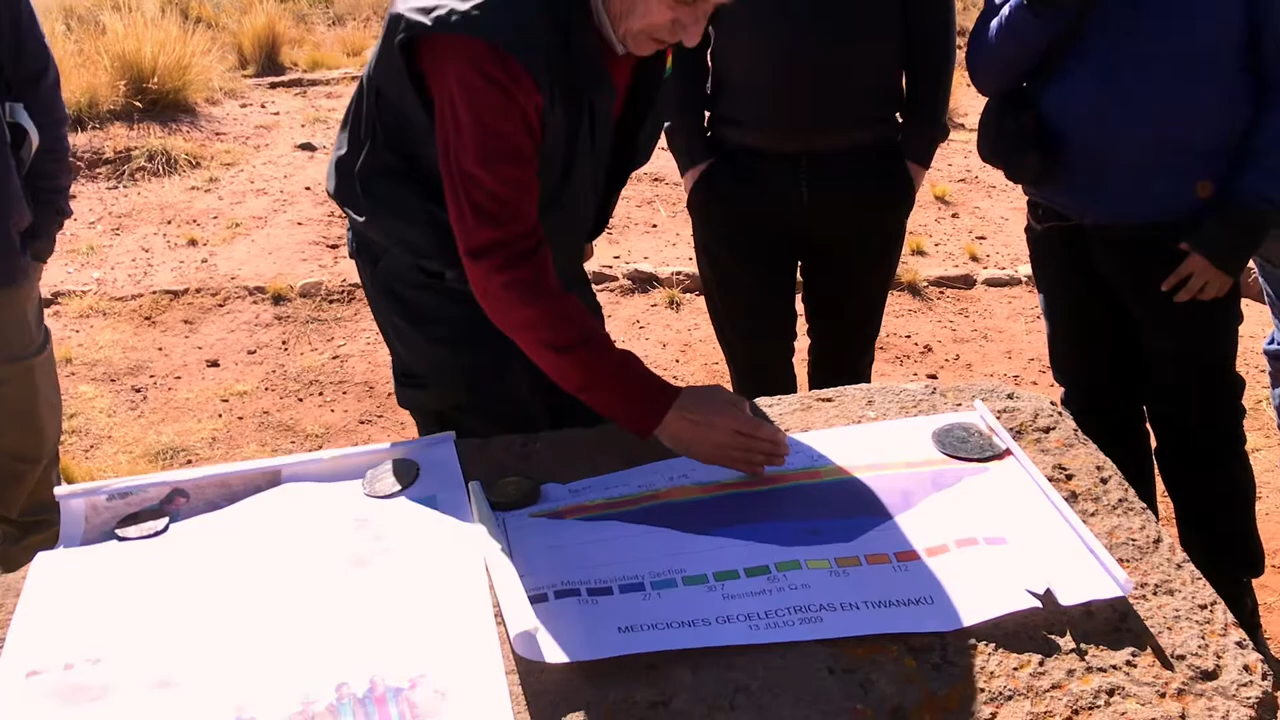 Inverse Model Resistivity Section
19.0 27.1 38.7 55.1 78.5 112
Resistivity in Ω.m
MEDICIONES GEOELECTRICAS EN TIWANAKU
13 JULIO 2009